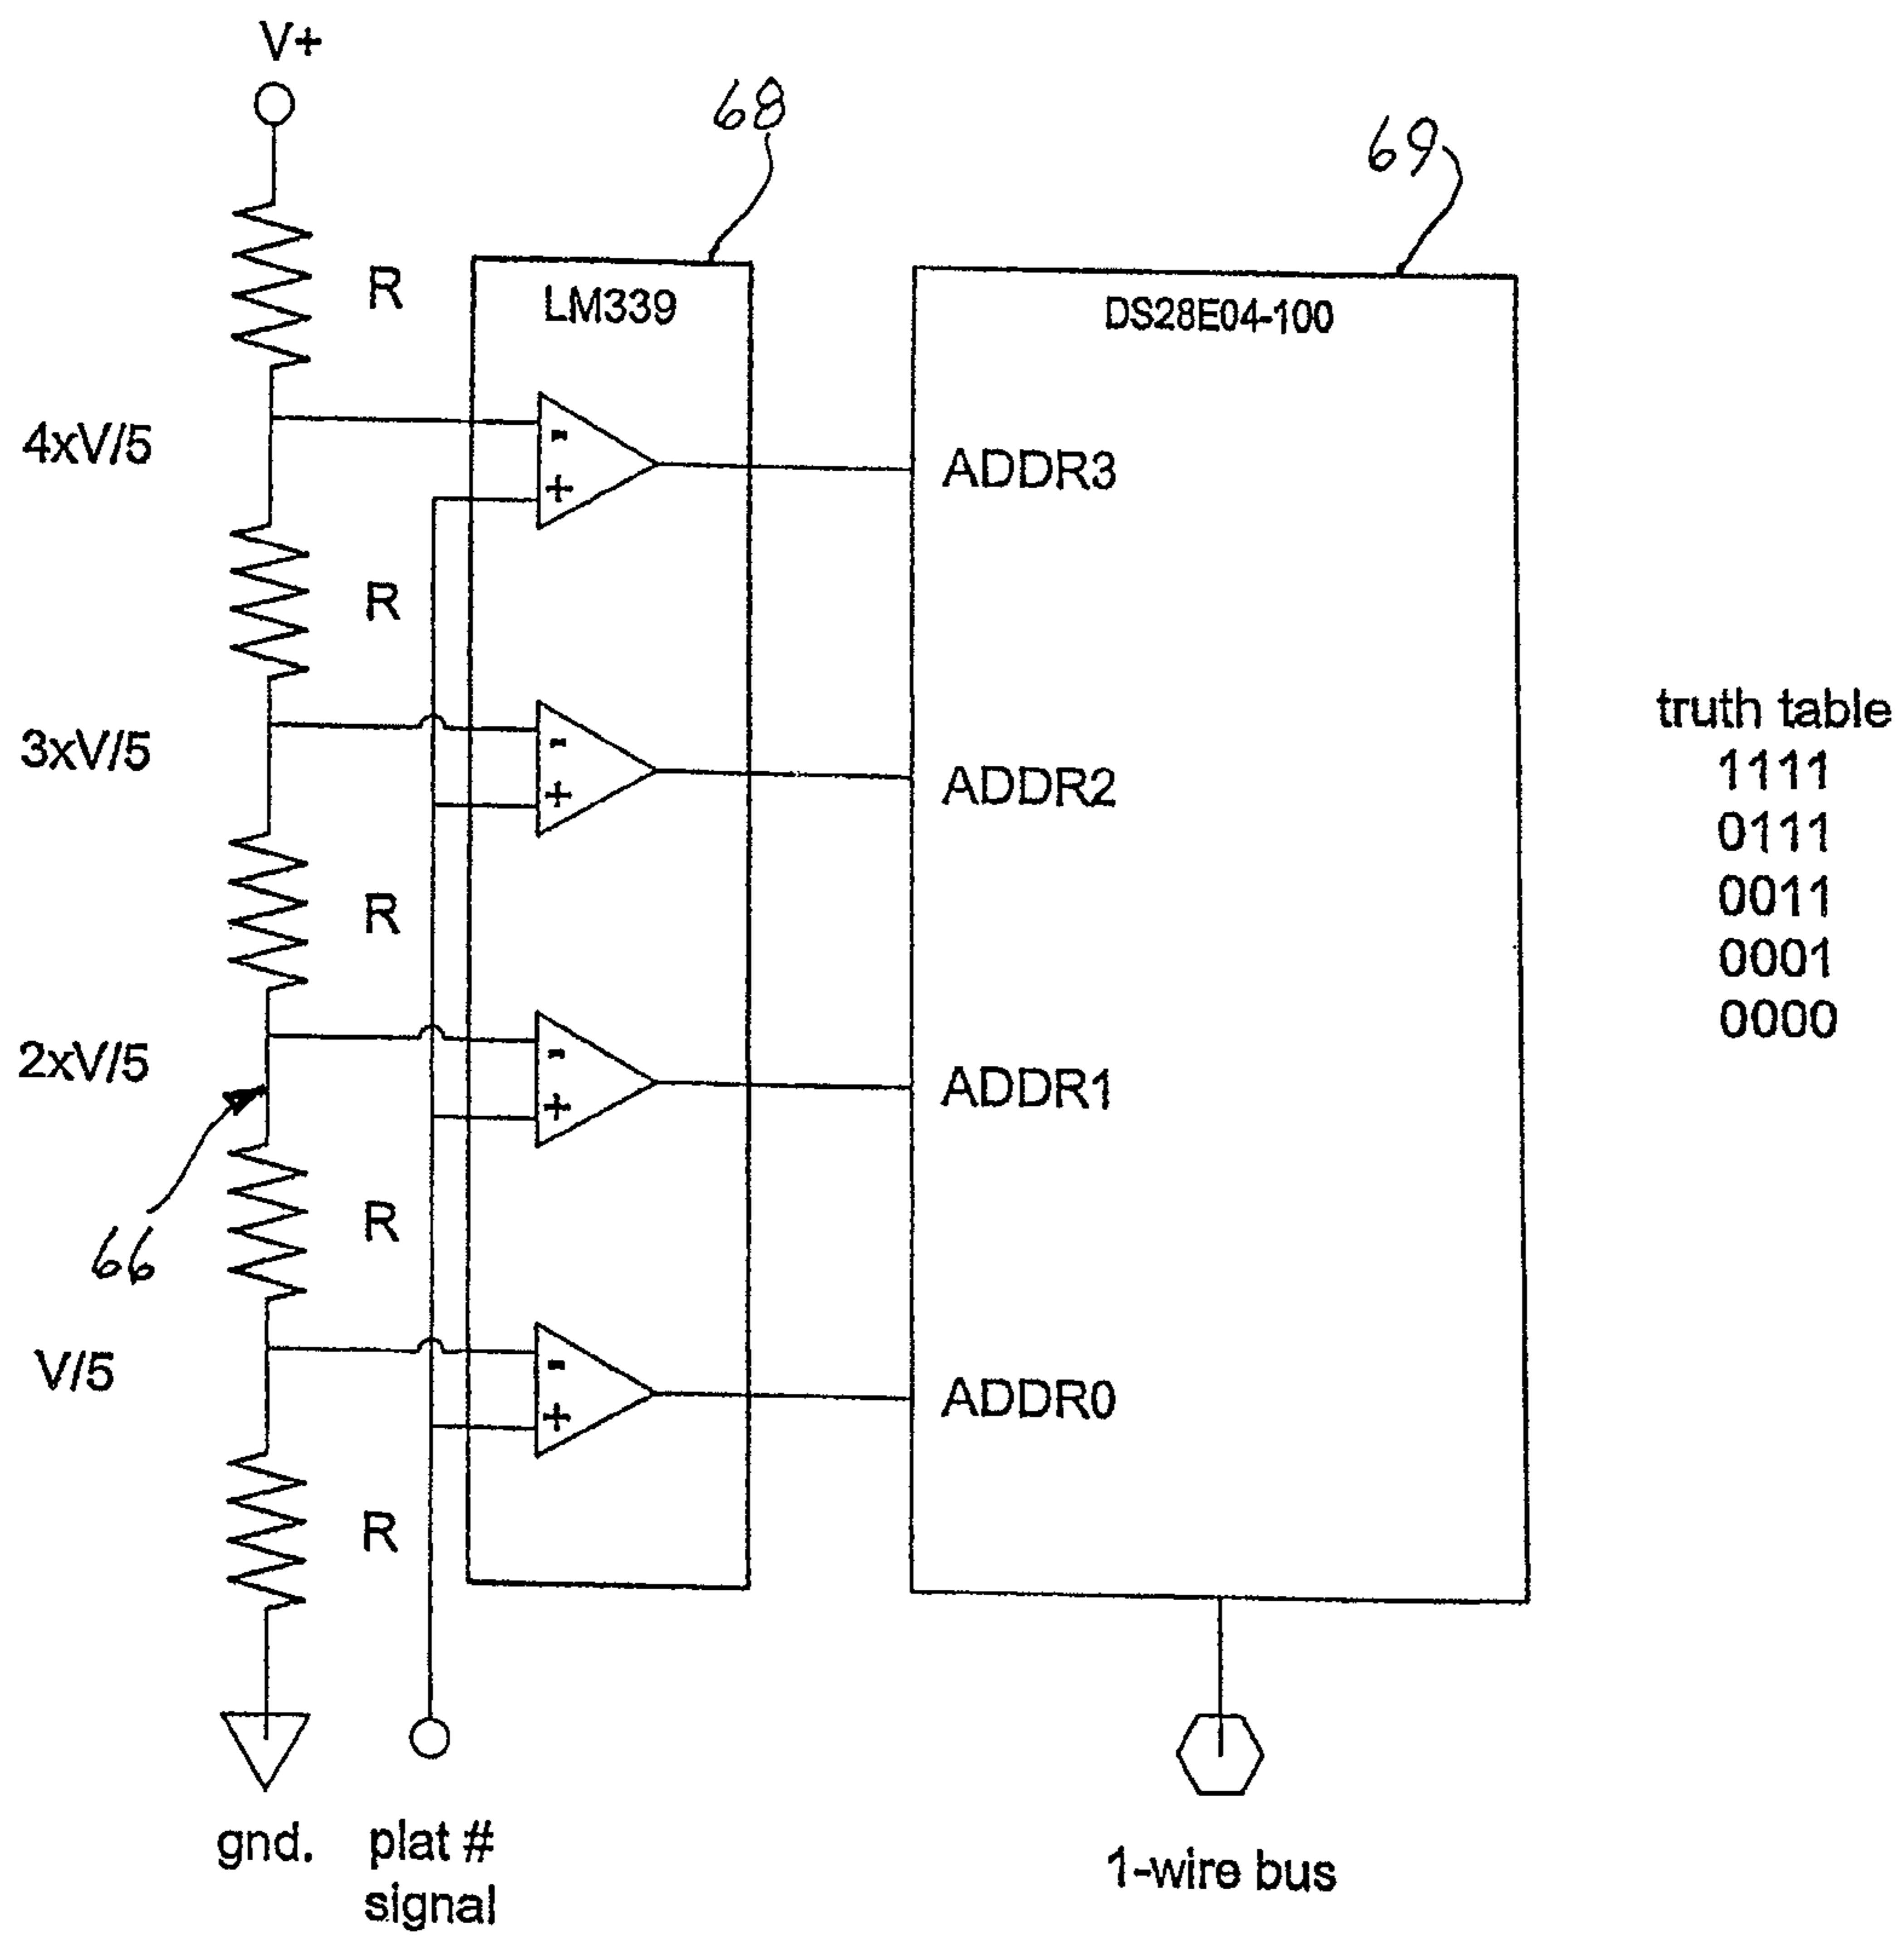 V+
68
69
R
LM339
DS28E04-100
-
+
4xV/5
ADDR3
R
-
+
3xV/5
ADDR2
truth table
1111
0111
0011
0001
0000
R
-
+
2xV/5
ADDR1
66
R
-
+
V/5
ADDR0
R
gnd.
plat #
signal
1-wire bus